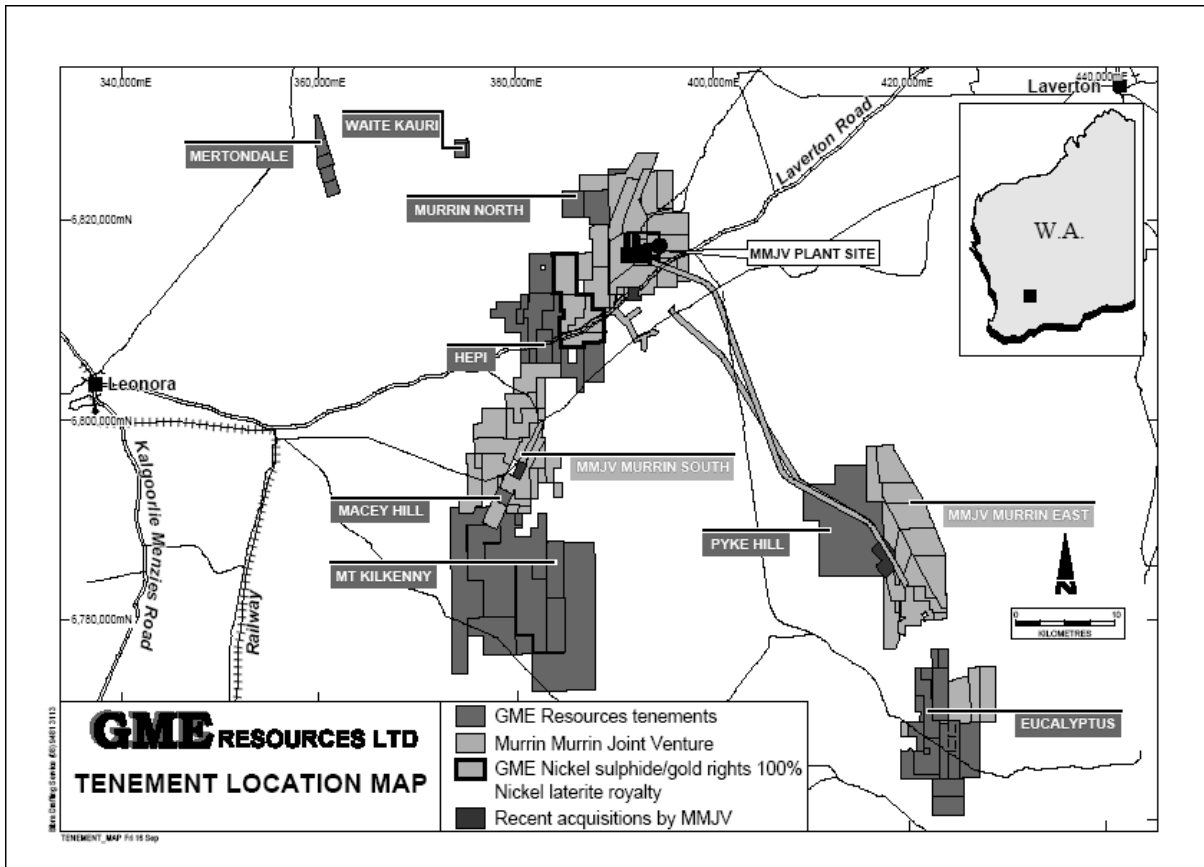 340,000mE
360,000mE
380,000mE
400,000mE
420,000mE
440,000mE
Laverton
WAITE KAURI
MERTONDALE
Laverton Road
MURRIN NORTH
6,820,000mN
W.A.
MMJV PLANT SITE
HEPI
Leonora
6,800,000mN
Kalgoorlie Menzies Road
MMJV MURRIN SOUTH
MACEY HILL
MMJV MURRIN EAST
PYKE HILL
MT KILKENNY
N
Railway
6,780,000mN
0 10
KILOMETRES
EUCALYPTUS
GME RESOURCES LTD
TENEMENT LOCATION MAP
GME Resources tenements
Murrin Murrin Joint Venture
GME Nickel sulphide/gold rights 100%
Nickel laterite royalty
Recent acquisitions by MMJV
TENEMENT_MAP Fri 15 Sep